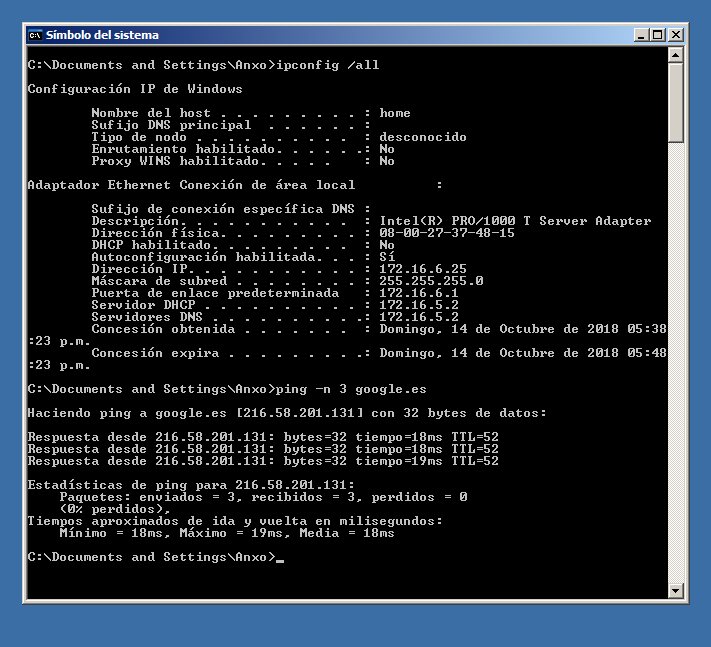 Símbolo del sistema
C:\Documents and Settings\Anxo>ipconfig /all
Configuración IP de Windows
Nombre del host . . . . . . . . . : home
Sufijo DNS principal . . . . . . :
Tipo de nodo . . . . . . . . . . : desconocido
Enrutamiento habilitado. . . . . .: No
Proxy WINS habilitado. . . . . : No
Adaptador Ethernet Conexión de área local :
Sufijo de conexión específica DNS :
Descripción. . . . . . . . . . . : Intel(R) PRO/1000 T Server Adapter
Dirección física. . . . . . . . . : 08-00-27-37-48-15
DHCP habilitado. . . . . . . . . : No
Autoconfiguración habilitada. . . : Sí
Dirección IP. . . . . . . . . . . : 172.16.6.25
Máscara de subred . . . . . . . . : 255.255.255.0
Puerta de enlace predeterminada : 172.16.6.1
Servidor DHCP . . . . . . . . . . : 172.16.5.2
Servidores DNS . . . . . . . . . .: 172.16.5.2
Concesión obtenida . . . . . . . : Domingo, 14 de Octubre de 2018 05:38
:23 p.m.
Concesión expira . . . . . . . . .: Domingo, 14 de Octubre de 2018 05:48
:23 p.m.
C:\Documents and Settings\Anxo>ping -n 3 google.es
Haciendo ping a google.es [216.58.201.131] con 32 bytes de datos:
Respuesta desde 216.58.201.131: bytes=32 tiempo=18ms TTL=52
Respuesta desde 216.58.201.131: bytes=32 tiempo=18ms TTL=52
Respuesta desde 216.58.201.131: bytes=32 tiempo=19ms TTL=52
Estadísticas de ping para 216.58.201.131:
Paquetes: enviados = 3, recibidos = 3, perdidos = 0
(0% perdidos),
Tiempos aproximados de ida y vuelta en milisegundos:
Mínimo = 18ms, Máximo = 19ms, Media = 18ms
C:\Documents and Settings\Anxo>_